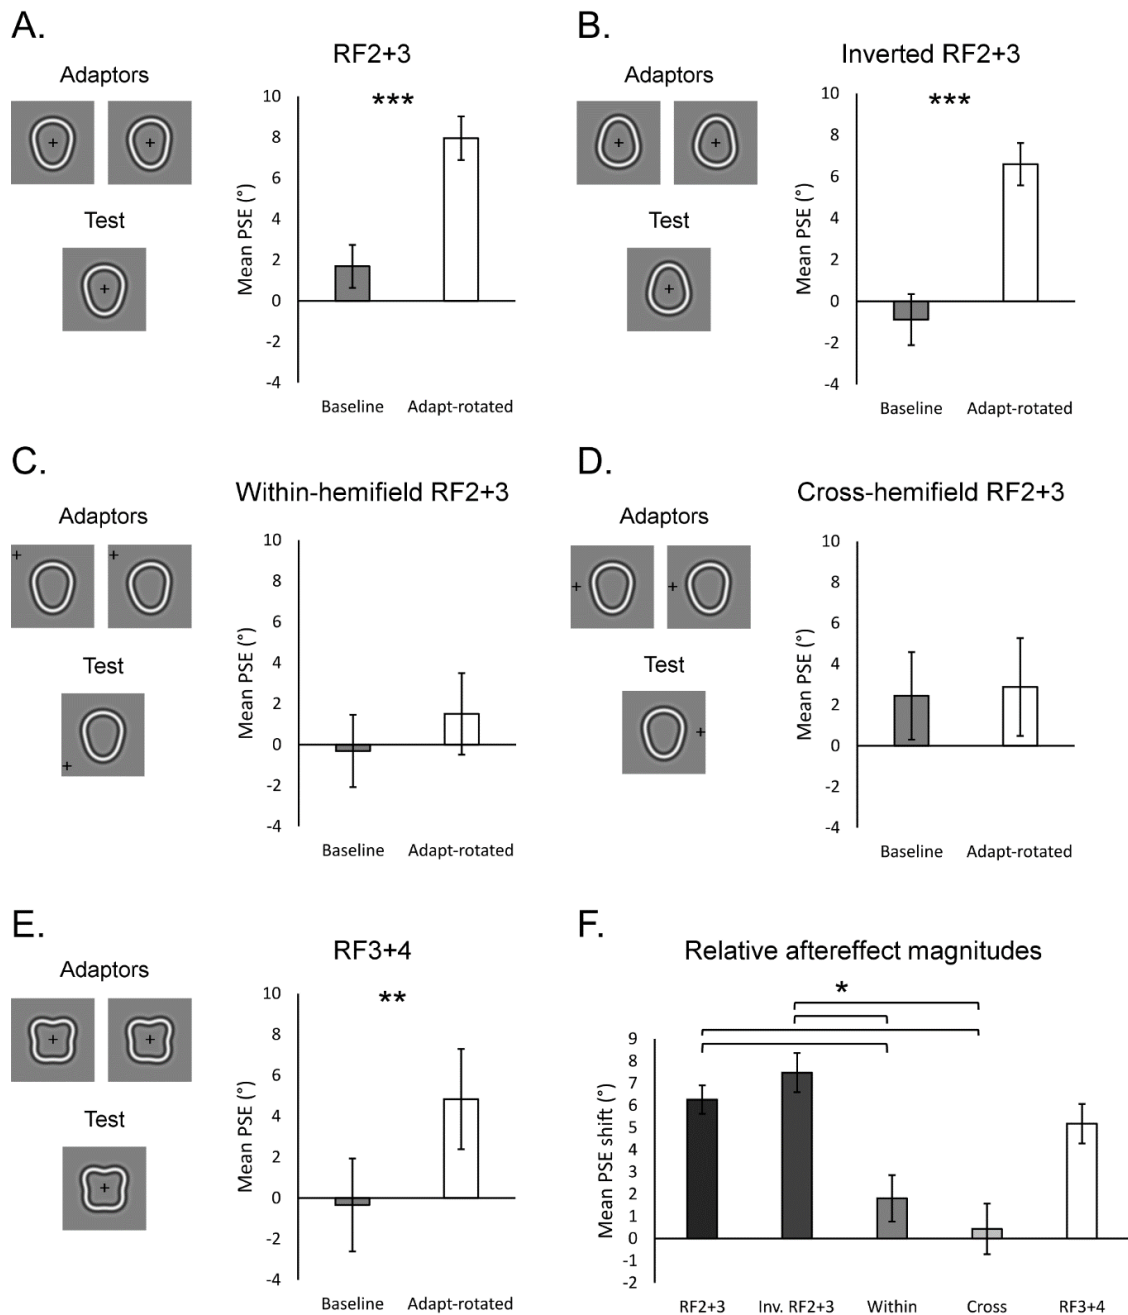 A.
RF2+3
Adaptors
Test
***
Mean PSE (°)
10
8
6
4
2
0
-2
-4
Baseline
Adapt-rotated
B.
Inverted RF2+3
Adaptors
Test
***
Mean PSE (°)
10
8
6
4
2
0
-2
-4
Baseline
Adapt-rotated
C.
Within-hemifield RF2+3
Adaptors
Test
Mean PSE (°)
10
8
6
4
2
0
-2
-4
Baseline
Adapt-rotated
D.
Cross-hemifield RF2+3
Adaptors
Test
Mean PSE (°)
10
8
6
4
2
0
-2
-4
Baseline
Adapt-rotated
E.
RF3+4
Adaptors
Test
**
Mean PSE (°)
10
8
6
4
2
0
-2
-4
Baseline
Adapt-rotated
F.
Relative aftereffect magnitudes
*
Mean PSE shift (°)
9
8
7
6
5
4
3
2
1
0
-1
-2
RF2+3
Inv. RF2+3
Within
Cross
RF3+4